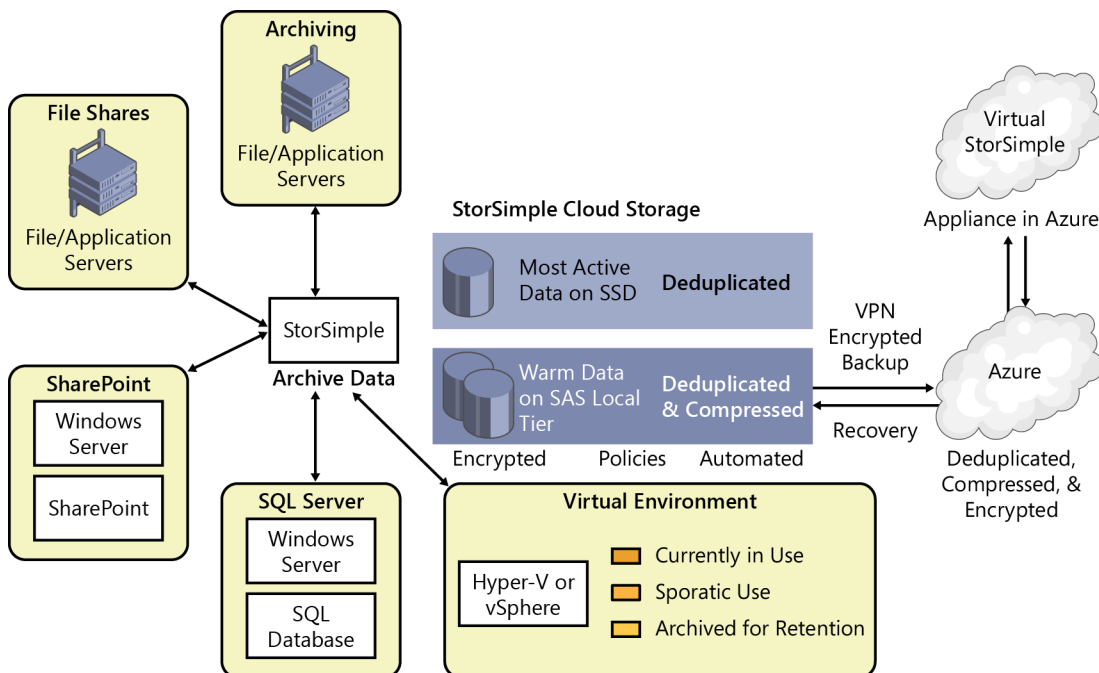 Archiving
File/Application
Servers
File Shares
File/Application
Servers
StorSimple
Archive Data
SharePoint
Windows
Server
SharePoint
SQL Server
Windows
Server
SQL
Database
StorSimple Cloud Storage
Most Active
Data on SSD
Deduplicated
Warm Data
on SAS Local
Tier
Deduplicated
& Compressed
Encrypted
Policies
Automated
Virtual Environment
Hyper-V or
vSphere
Currently in Use
Sporatic Use
Archived for Retention
VPN
Encrypted
Backup
Recovery
Virtual
StorSimple
Appliance in Azure
Azure
Deduplicated,
Compressed, &
Encrypted